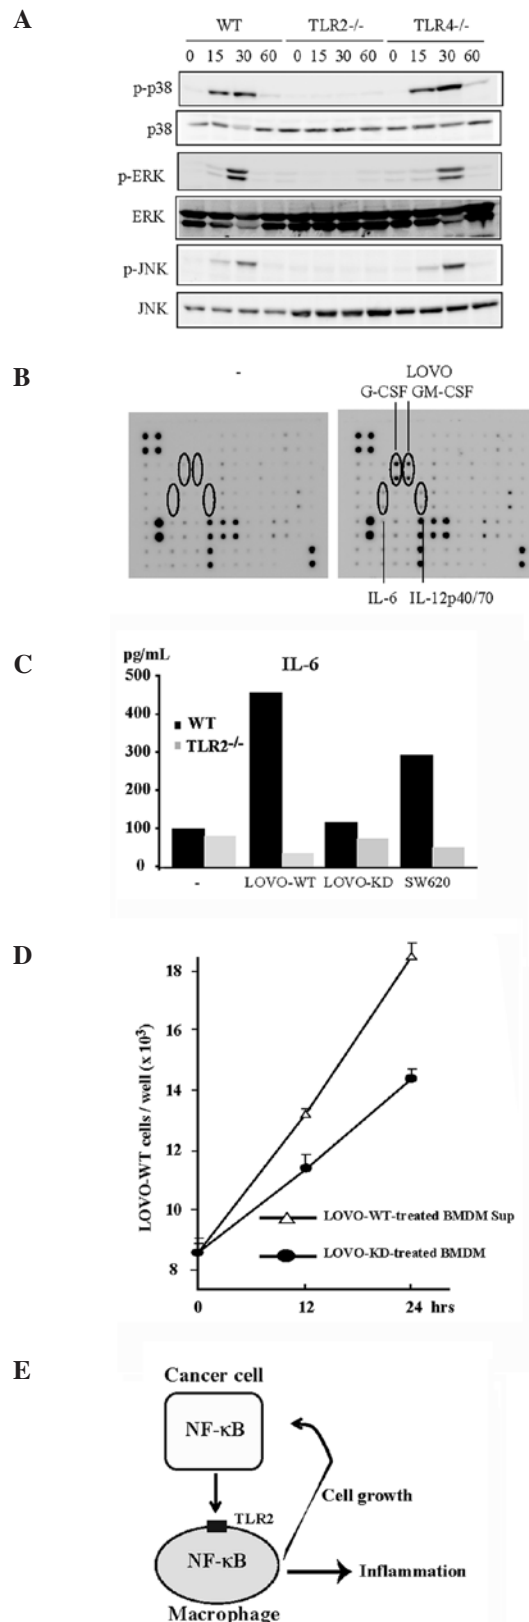 A
WT TLR2-/- TLR4-/-
0 15 30 60 0 15 30 60 0 15 30 60
p-p38
p38
p-ERK
ERK
p-JNK
JNK
B
- LOVO
G-CSF GM-CSF
IL-6 IL-12p40/70
C
pg/mL IL-6
500
400
300
200
100
0
WT
TLR2-/-
- LOVO-WT LOVO-KD SW620
D
LOVO-WT cells / well (x 10³)
18
16
14
12
10
8
LOVO-WT-treated BMDM Sup
LOVO-KD-treated BMDM
0 12 24 hrs
E
Cancer cell
NF-κB
TLR2
NF-κB
Cell growth
Inflammation
Macrophage